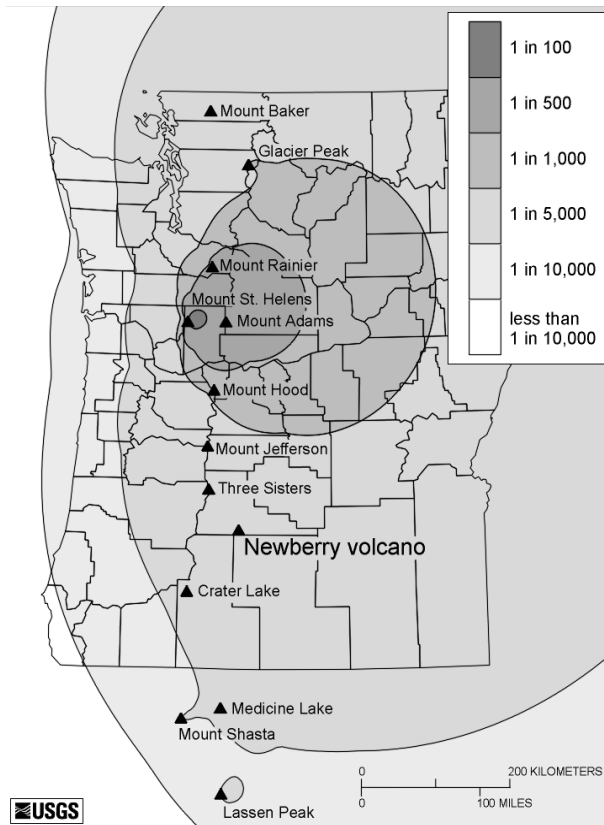 1 in 100
1 in 500
1 in 1,000
1 in 5,000
1 in 10,000
less than
1 in 10,000
Mount Baker
Glacier Peak
Mount Rainier
Mount St. Helens
Mount Adams
Mount Hood
Mount Jefferson
Three Sisters
Newberry volcano
Crater Lake
Medicine Lake
Mount Shasta
Lassen Peak
0 200 KILOMETERS
0 100 MILES
USGS